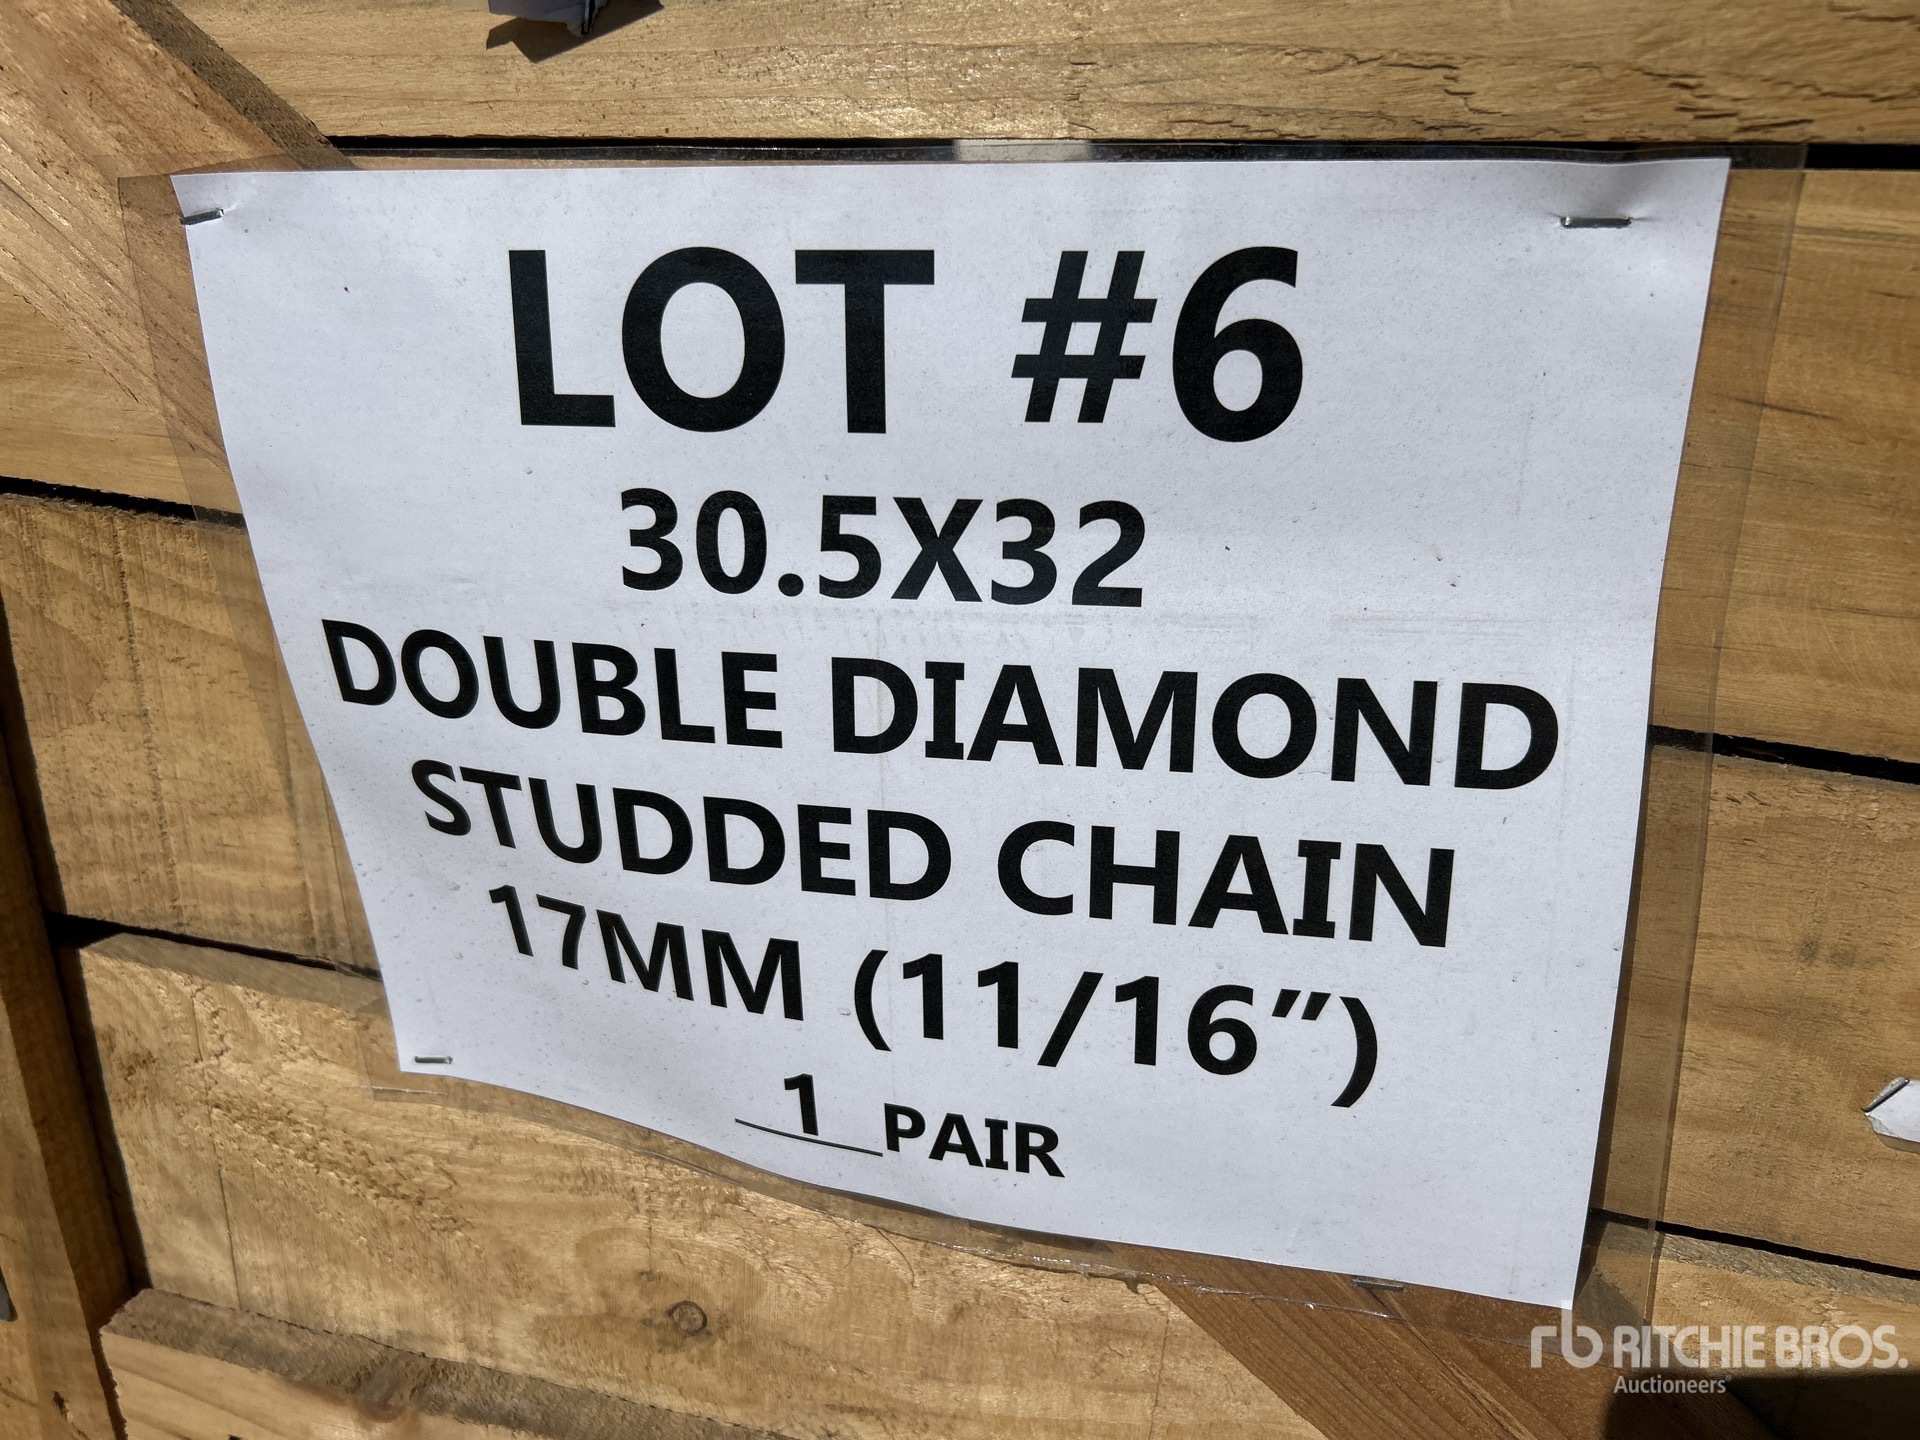 LOT #6
30.5X32
DOUBLE DIAMOND
STUDDED CHAIN
17MM (11/16”)
1 PAIR
rb RITCHIE BROS.
Auctioneers